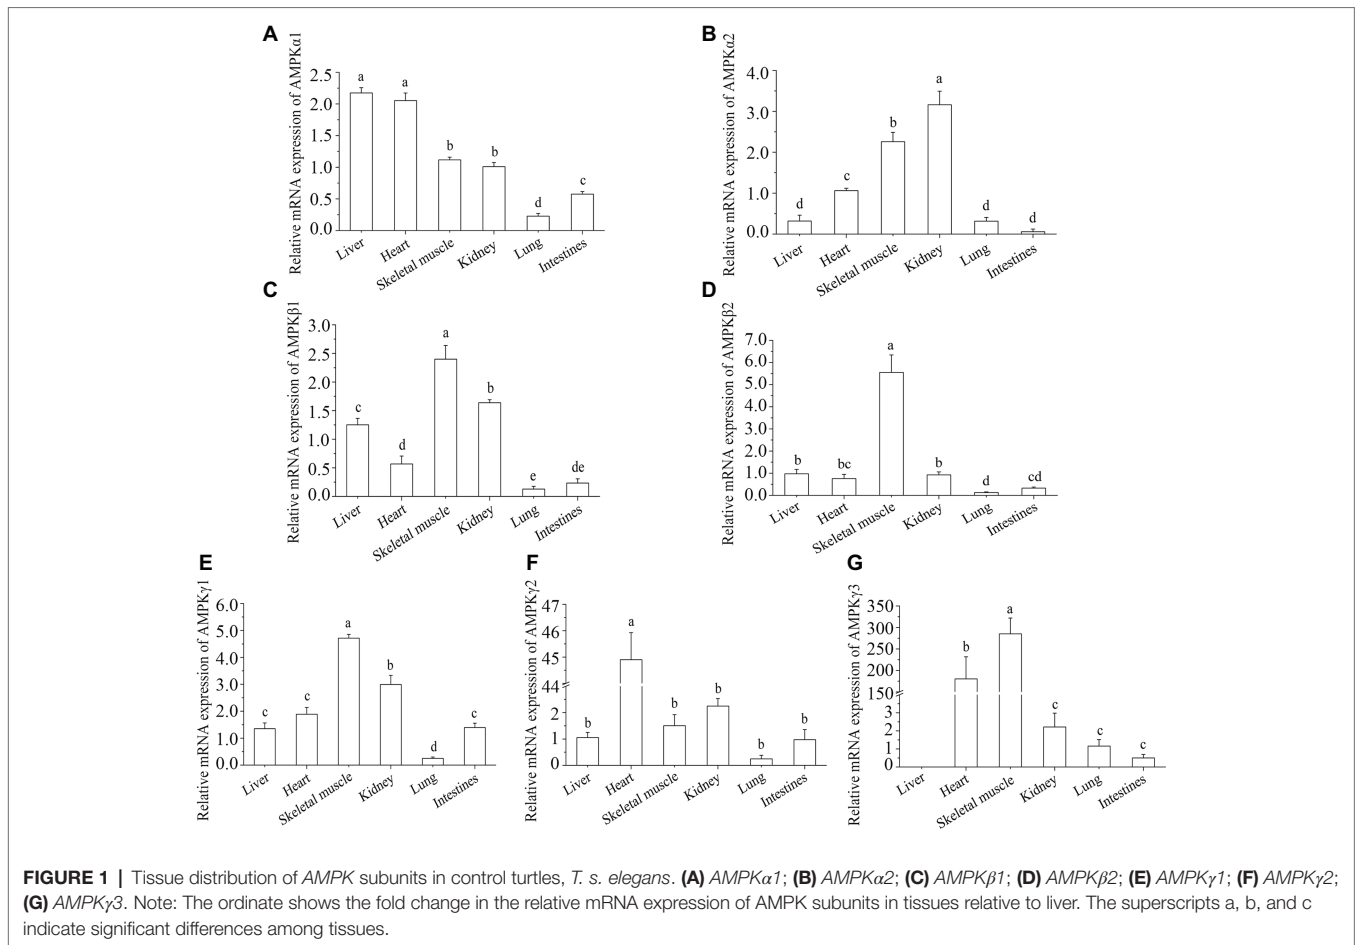 A
Relative mRNA expression of AMPKα1
2.5
2.0
1.5
1.0
0.5
0.0
a
a
b
b
d
c
Liver
Heart
Skeletal muscle
Kidney
Lung
Intestines
B
Relative mRNA expression of AMPKα2
4.0
3.0
2.0
1.0
0.0
d
c
b
a
d
d
Liver
Heart
Skeletal muscle
Kidney
Lung
Intestines
C
Relative mRNA expression of AMPKβ1
3.0
2.5
2.0
1.5
1.0
0.5
0.0
c
d
a
b
e
de
Liver
Heart
Skeletal muscle
Kidney
Lung
Intestines
D
Relative mRNA expression of AMPKβ2
7.0
6.0
5.0
4.0
3.0
2.0
1.0
0.0
b
bc
a
b
d
cd
Liver
Heart
Skeletal muscle
Kidney
Lung
Intestines
E
Relative mRNA expression of AMPKγ1
6.0
5.0
4.0
3.0
2.0
1.0
0.0
c
c
a
b
d
c
Liver
Heart
Skeletal muscle
Kidney
Lung
Intestines
F
Relative mRNA expression of AMPKγ2
47
46
45
44
2
1
0
b
a
b
b
b
b
Liver
Heart
Skeletal muscle
Kidney
Lung
Intestines
G
Relative mRNA expression of AMPKγ3
350
300
250
200
150
2
1
0
b
a
c
c
c
Liver
Heart
Skeletal muscle
Kidney
Lung
Intestines
FIGURE 1 | Tissue distribution of AMPK subunits in control turtles, T. s. elegans. (A) AMPKα1; (B) AMPKα2; (C) AMPKβ1; (D) AMPKβ2; (E) AMPKγ1; (F) AMPKγ2;
(G) AMPKγ3. Note: The ordinate shows the fold change in the relative mRNA expression of AMPK subunits in tissues relative to liver. The superscripts a, b, and c
indicate significant differences among tissues.